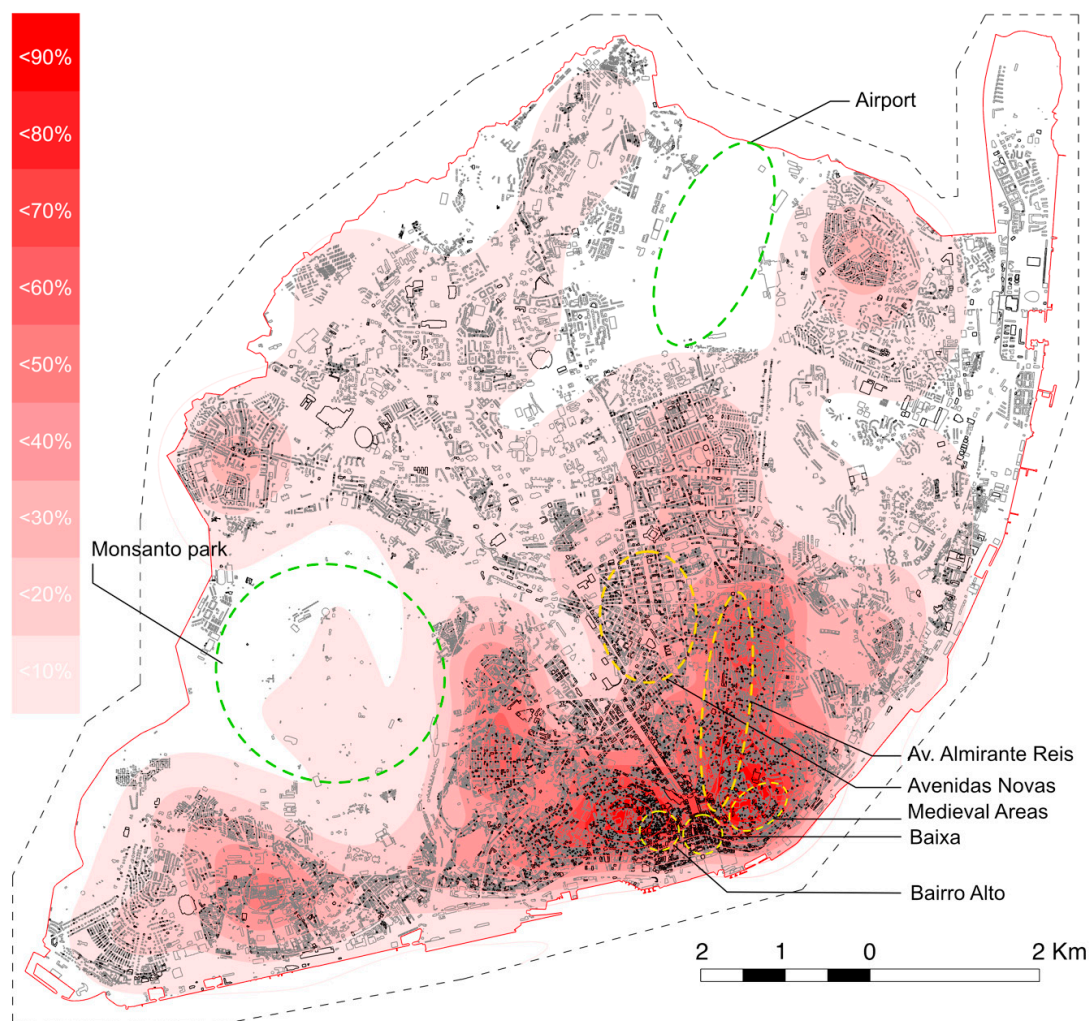 <90%
<80%
<70%
<60%
<50%
<40%
<30%
<20%
<10%
Airport
Monsanto park
Av. Almirante Reis
Avenidas Novas
Medieval Areas
Baixa
Bairro Alto
2 1 0 2 Km